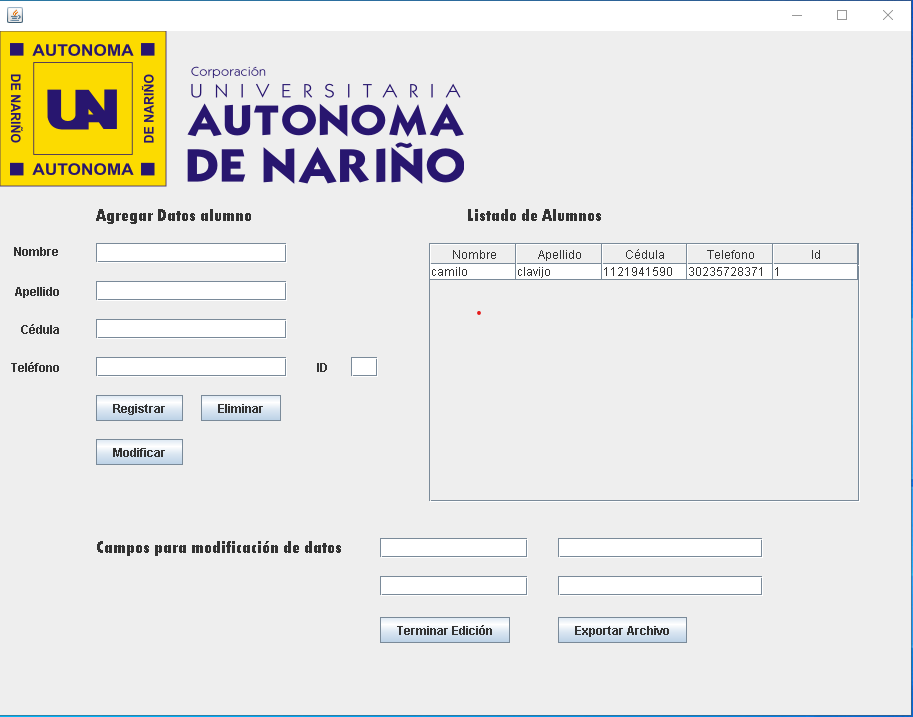 AUTONOMA
DE NARIÑO
UAN
DE NARIÑO
AUTONOMA
Corporación
UNIVERSITARIA
AUTONOMA
DE NARIÑO
Agregar Datos alumno
Nombre
Apellido
Cédula
Teléfono
ID
Registrar
Eliminar
Modificar
Listado de Alumnos
Nombre Apellido Cédula Telefono Id
camilo clavijo 1121941590 30235728371 1
Campos para modificación de datos
Terminar Edición
Exportar Archivo